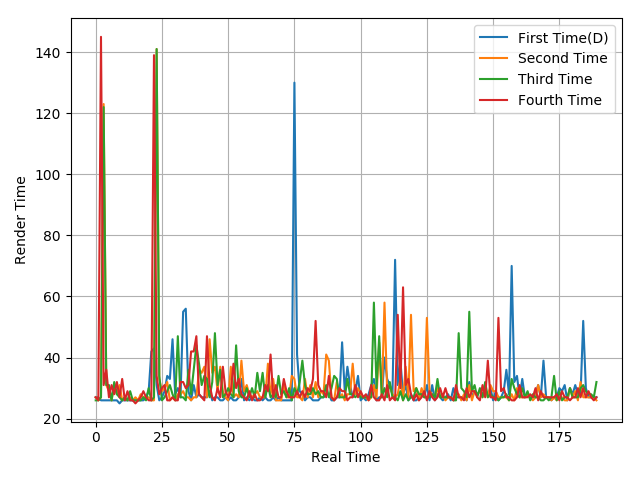 First Time(D)
Second Time
Third Time
Fourth Time
140
120
100
80
60
40
20
Render Time
0 25 50 75 100 125 150 175
Real Time